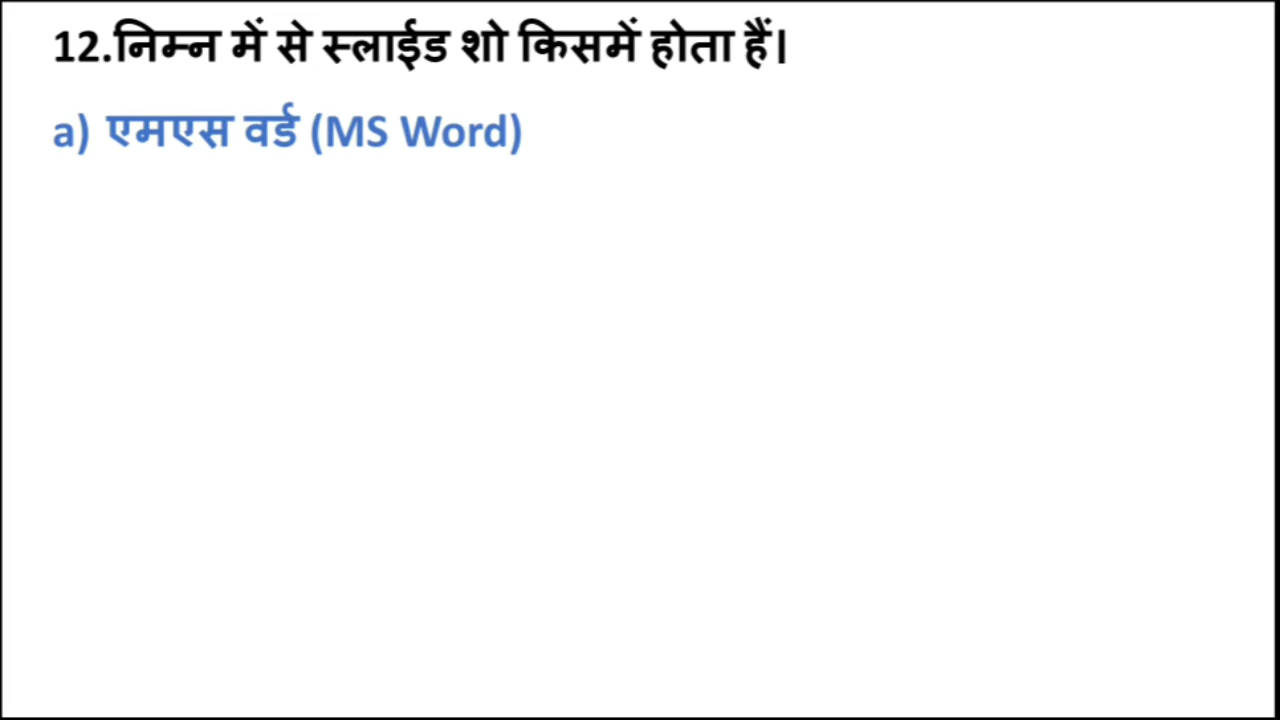 12.निम्न में से स्लाईड शो किसमें होता हैं।
a) एमएस वर्ड (MS Word)